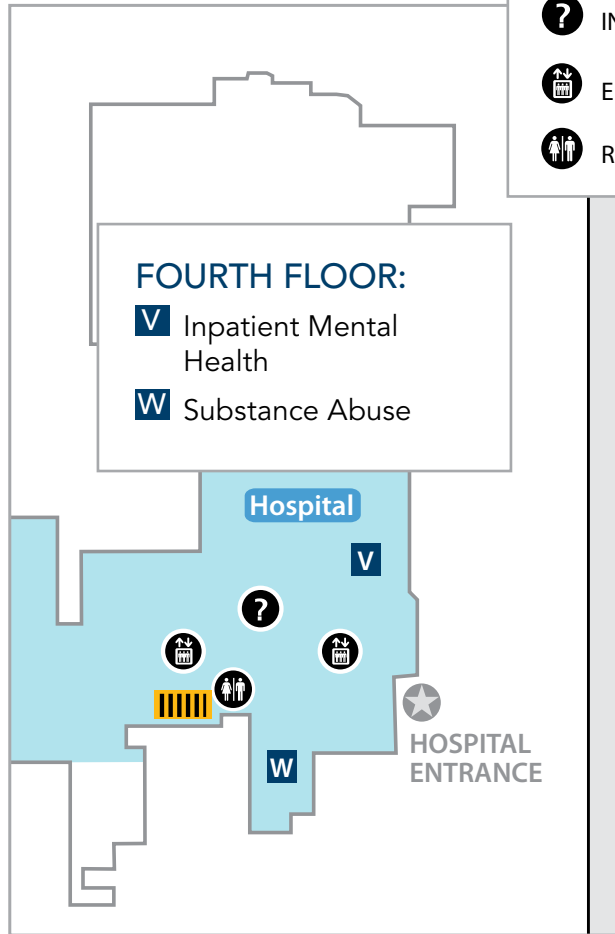 ?
FOURTH FLOOR:
V Inpatient Mental
Health
W Substance Abuse
Hospital
V
?
W
HOSPITAL
ENTRANCE